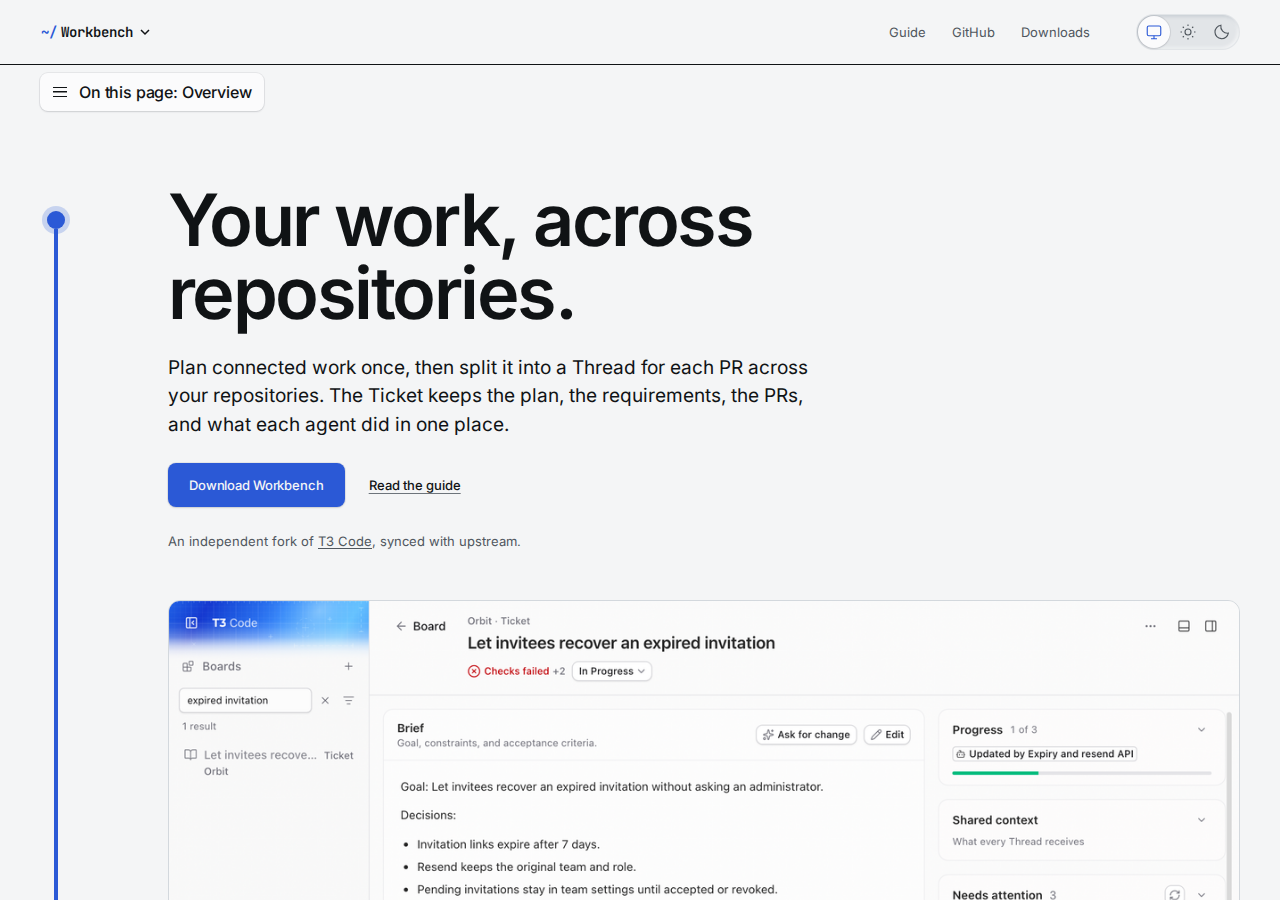 ~/ Workbench
Guide
GitHub
Downloads
On this page: Overview
Your work, across
repositories.
Plan connected work once, then split it into a Thread for each PR across
your repositories. The Ticket keeps the plan, the requirements, the PRs,
and what each agent did in one place.
Download Workbench
Read the guide
An independent fork of T3 Code, synced with upstream.
T3 Code
Boards
expired invitation
1 result
Let invitees recove... Ticket
Orbit
Board
Orbit · Ticket
Let invitees recover an expired invitation
Checks failed +2
In Progress
Brief
Goal, constraints, and acceptance criteria.
Ask for change
Edit
Goal: Let invitees recover an expired invitation without asking an administrator.
Decisions:
• Invitation links expire after 7 days.
• Resend keeps the original team and role.
• Pending invitations stay in team settings until accepted or revoked.
Progress 1 of 3
Updated by Expiry and resend API
Shared context
What every Thread receives
Needs attention 3